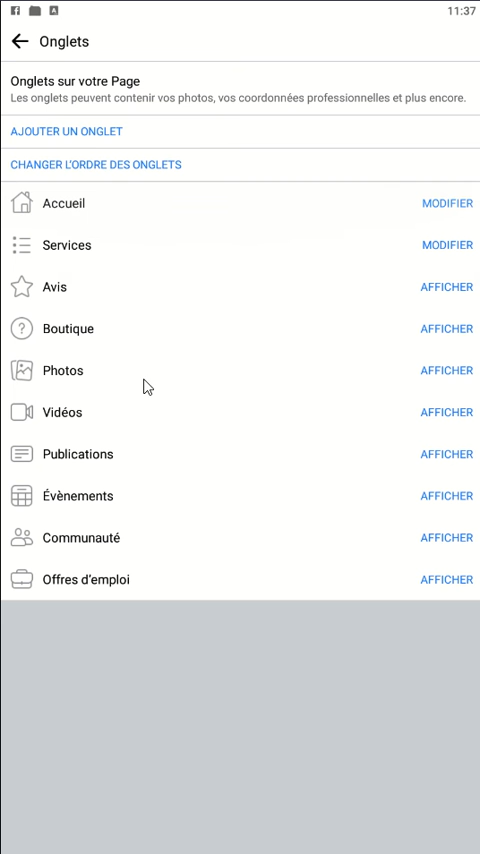 11:37
Onglets
Onglets sur votre Page
Les onglets peuvent contenir vos photos, vos coordonnées professionnelles et plus encore.
AJOUTER UN ONGLET
CHANGER L'ORDRE DES ONGLETS
Accueil MODIFIER
Services MODIFIER
Avis AFFICHER
Boutique AFFICHER
Photos AFFICHER
Vidéos AFFICHER
Publications AFFICHER
Évènements AFFICHER
Communauté AFFICHER
Offres d'emploi AFFICHER